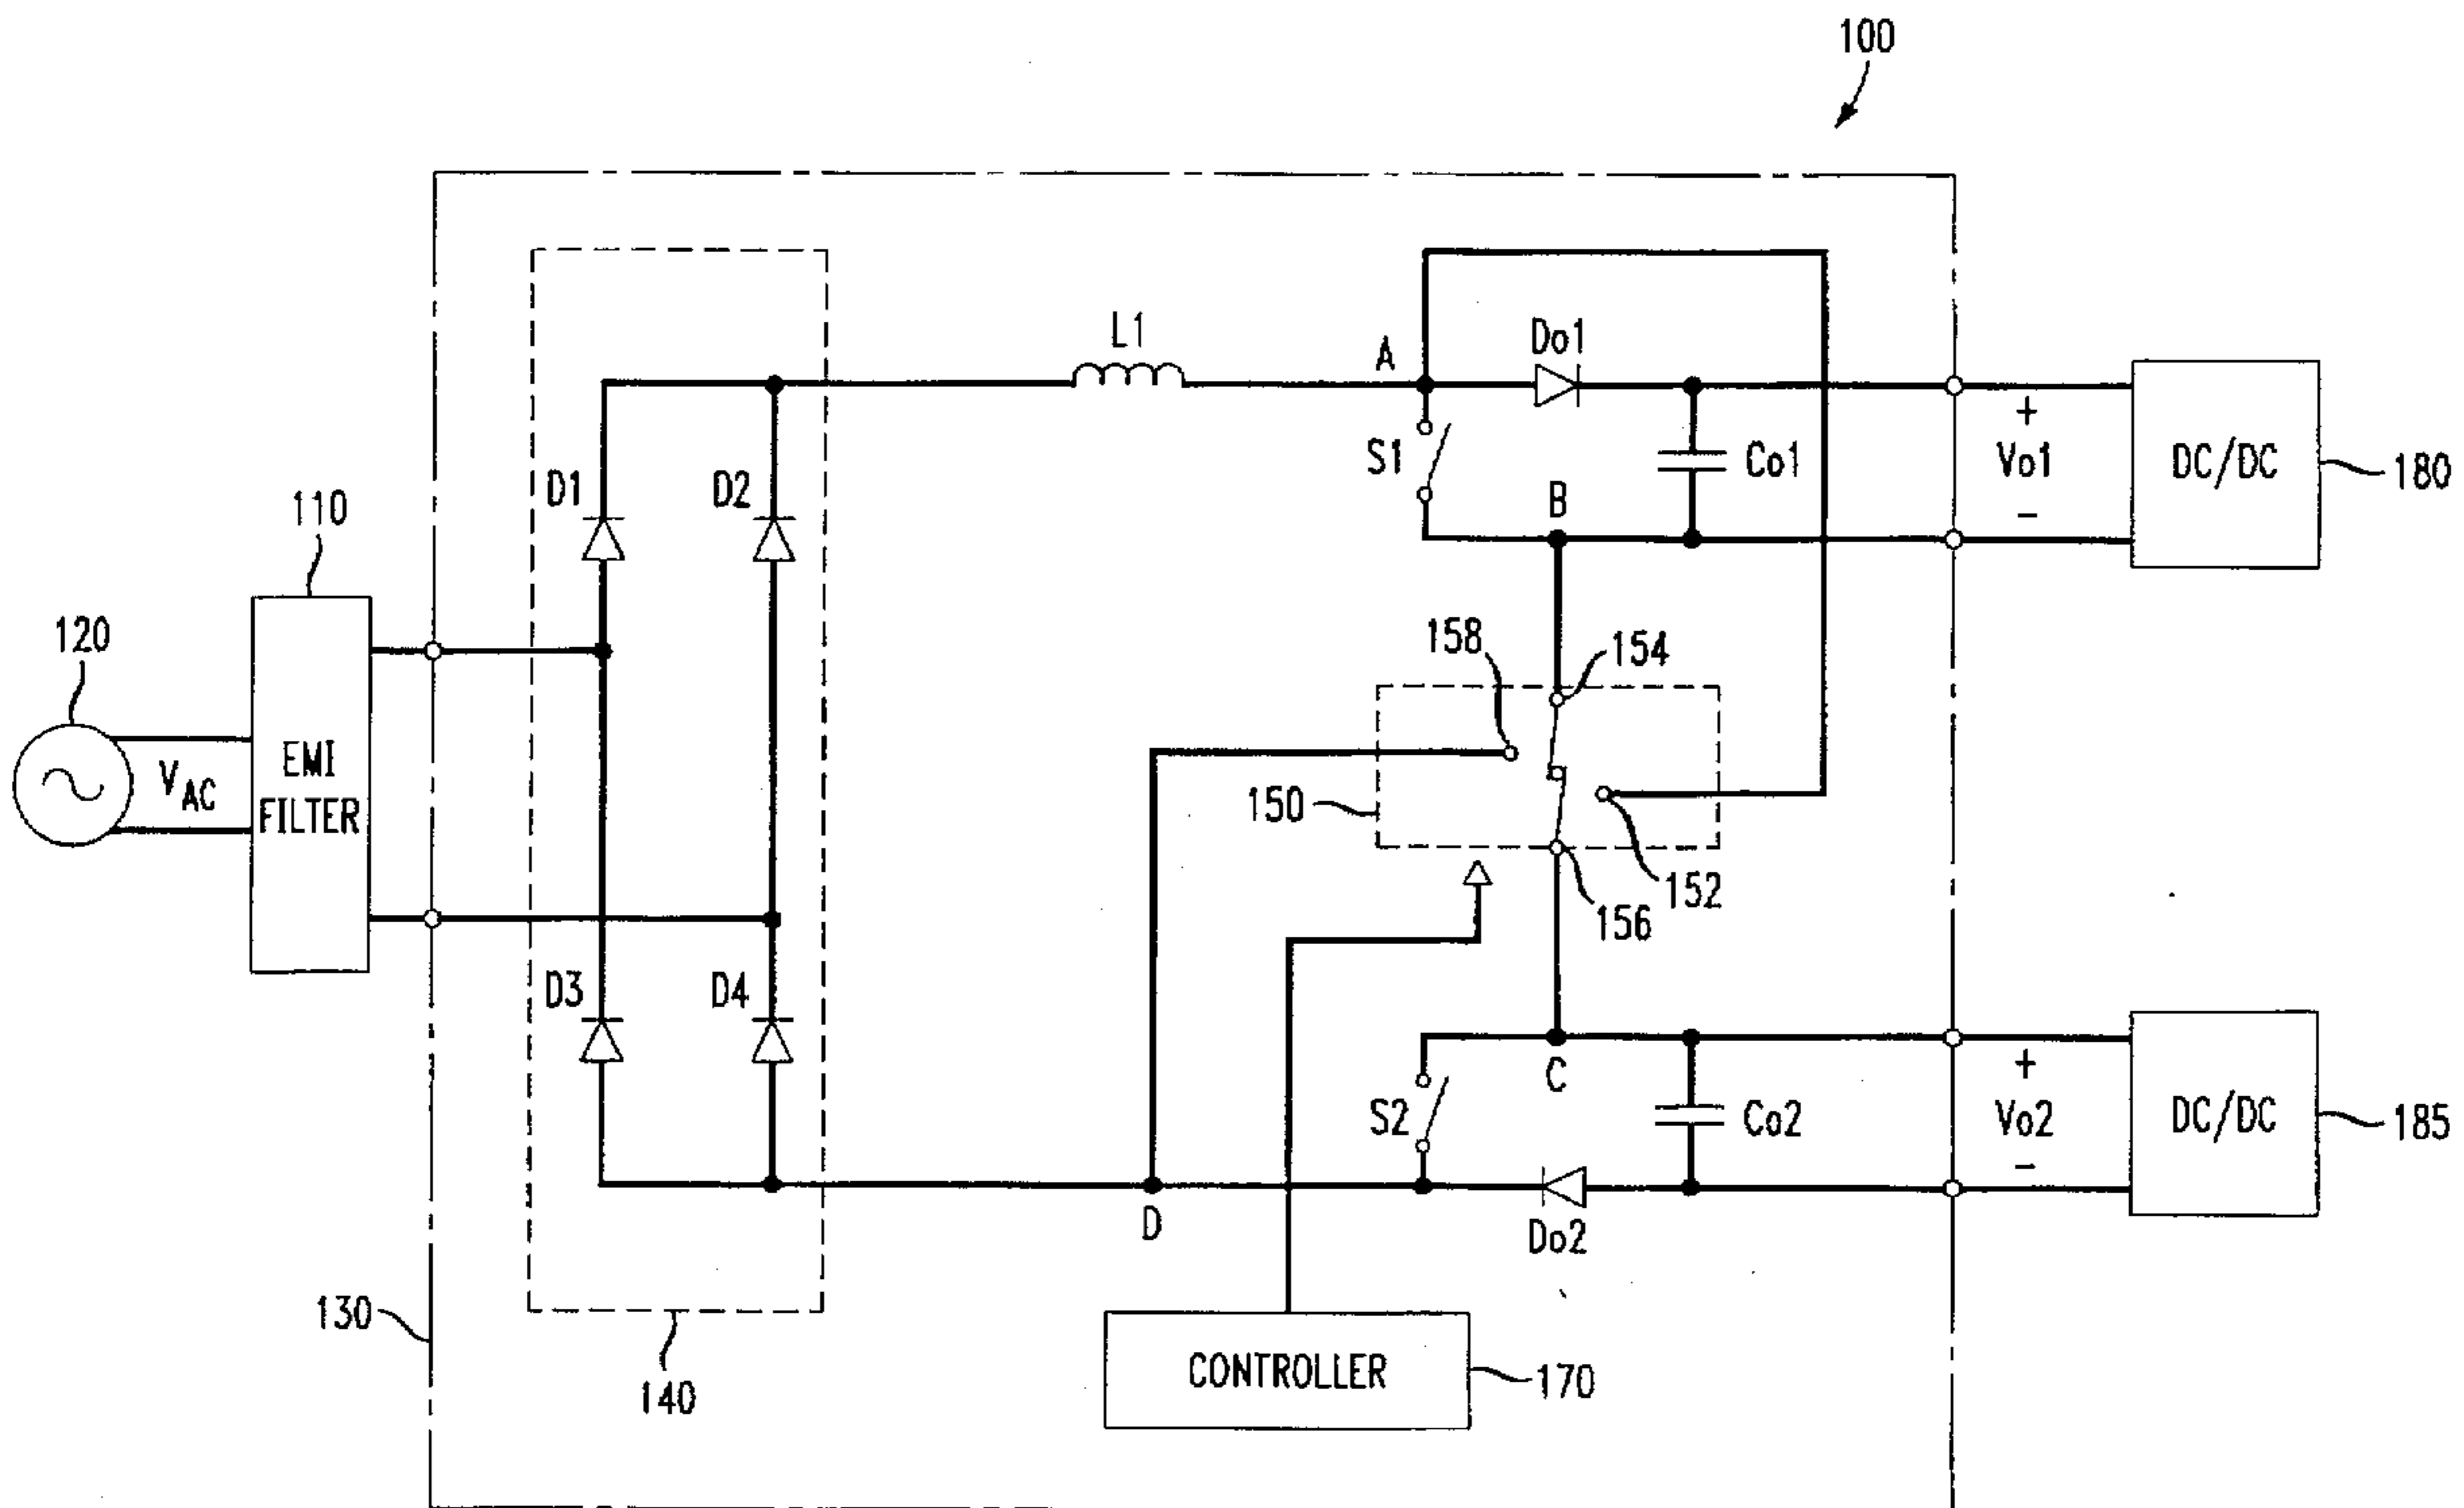 100
L1
A
Do1
S1
Co1
+
Vo1
−
DC/DC
180
D1
D2
B
110
120
VAC
EMI
FILTER
158
154
150
152
156
D3
D4
C
S2
Co2
+
Vo2
−
DC/DC
185
D
Do2
130
140
CONTROLLER
170